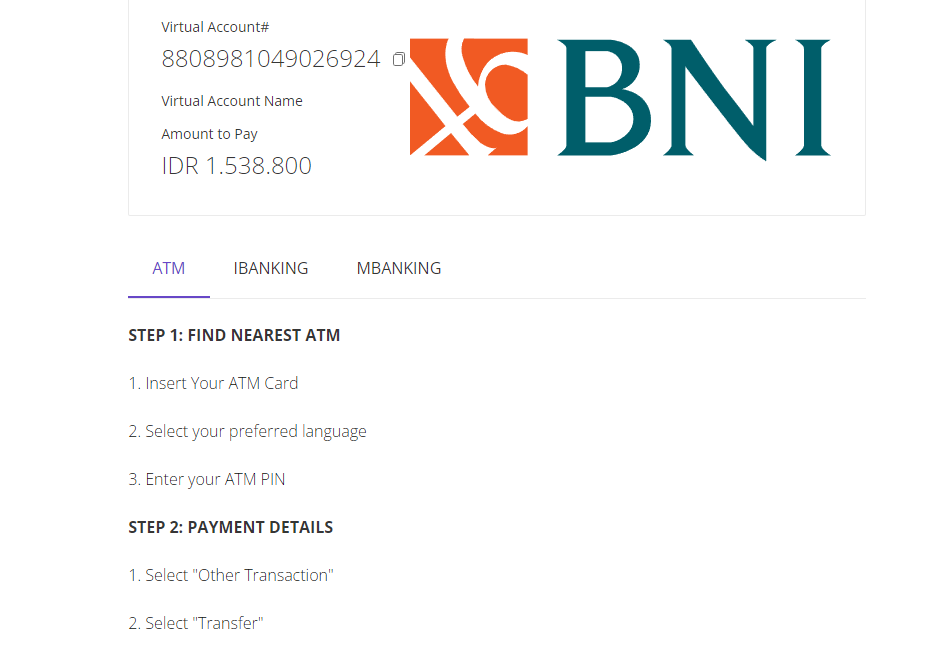 Virtual Account#
8808981049026924
BNI
Virtual Account Name
Amount to Pay
IDR 1.538.800
ATM IBANKING MBANKING
STEP 1: FIND NEAREST ATM
1. Insert Your ATM Card
2. Select your preferred language
3. Enter your ATM PIN
STEP 2: PAYMENT DETAILS
1. Select "Other Transaction"
2. Select "Transfer"